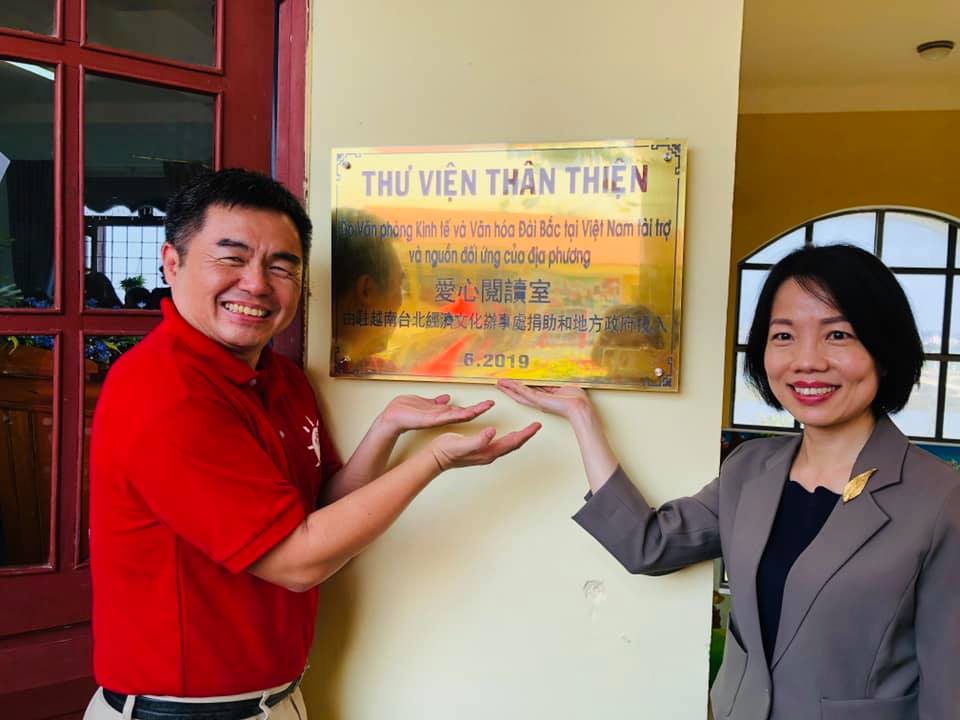 THƯ VIỆN THÂN THIỆN
Do Văn phòng Kinh tế và Văn hóa Đài Bắc tại Việt Nam tài trợ
và nguồn đối ứng của địa phương
愛心閱讀室
由駐越南台北經濟文化辦事處捐助和地方政府投入
6.2019